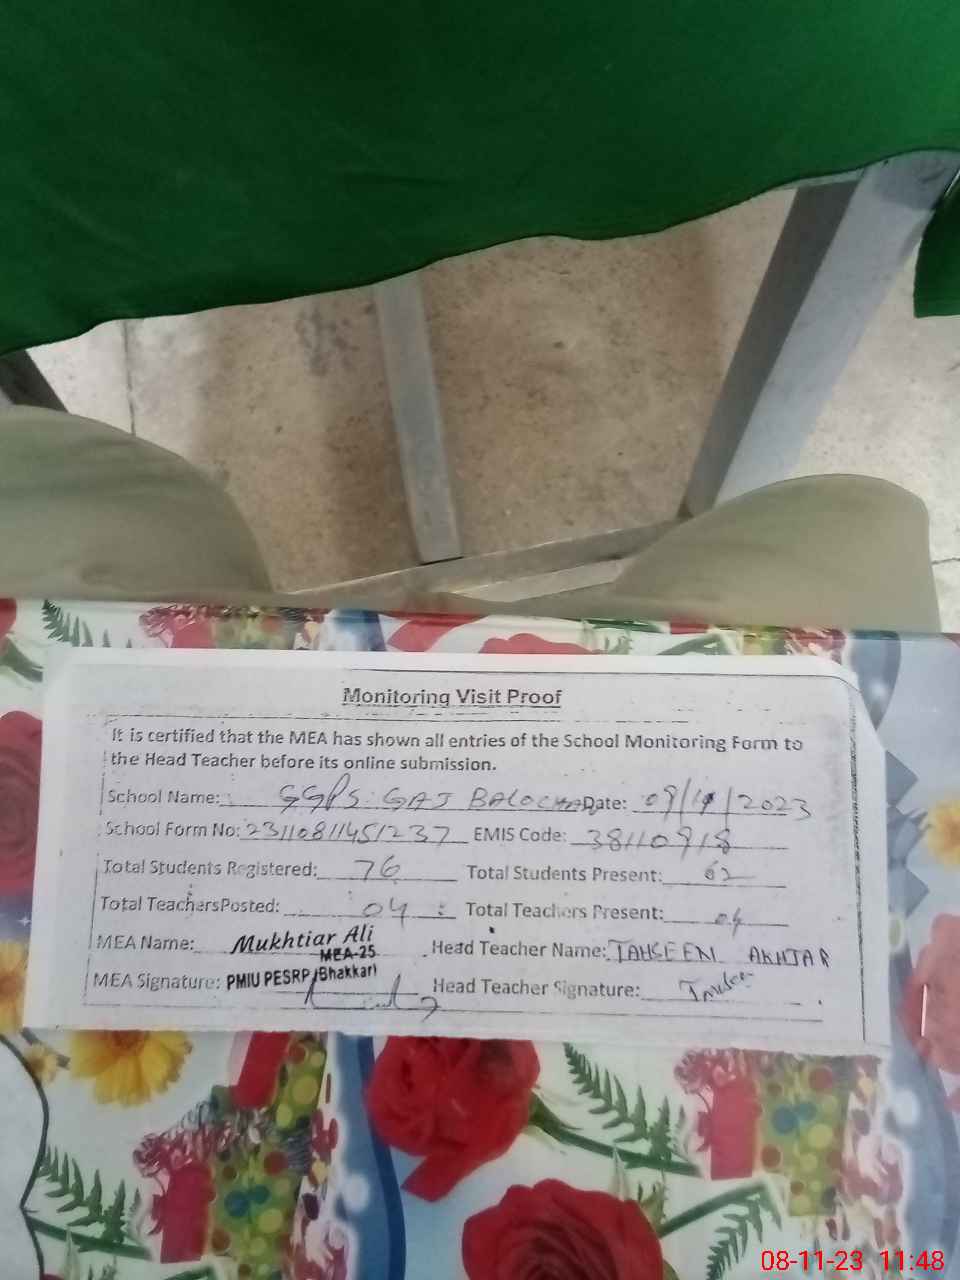 Monitoring Visit Proof
It is certified that the MEA has shown all entries of the School Monitoring Form to
the Head Teacher before its online submission.
School Name: GGPS GAJ BALOCHA Date: 09/11/2023
School Form No: 23110811451237 EMIS Code: 38110918
Total Students Registered: 76 Total Students Present: 62
Total TeachersPosted: 04 Total Teachers Present: 04
MEA Name: Mukhtiar Ali Head Teacher Name: TAHSEEN AKHTAR
MEA-25
MEA Signature: PMIU PESRP (Bhakkar) Head Teacher Signature:
08-11-23 11:48